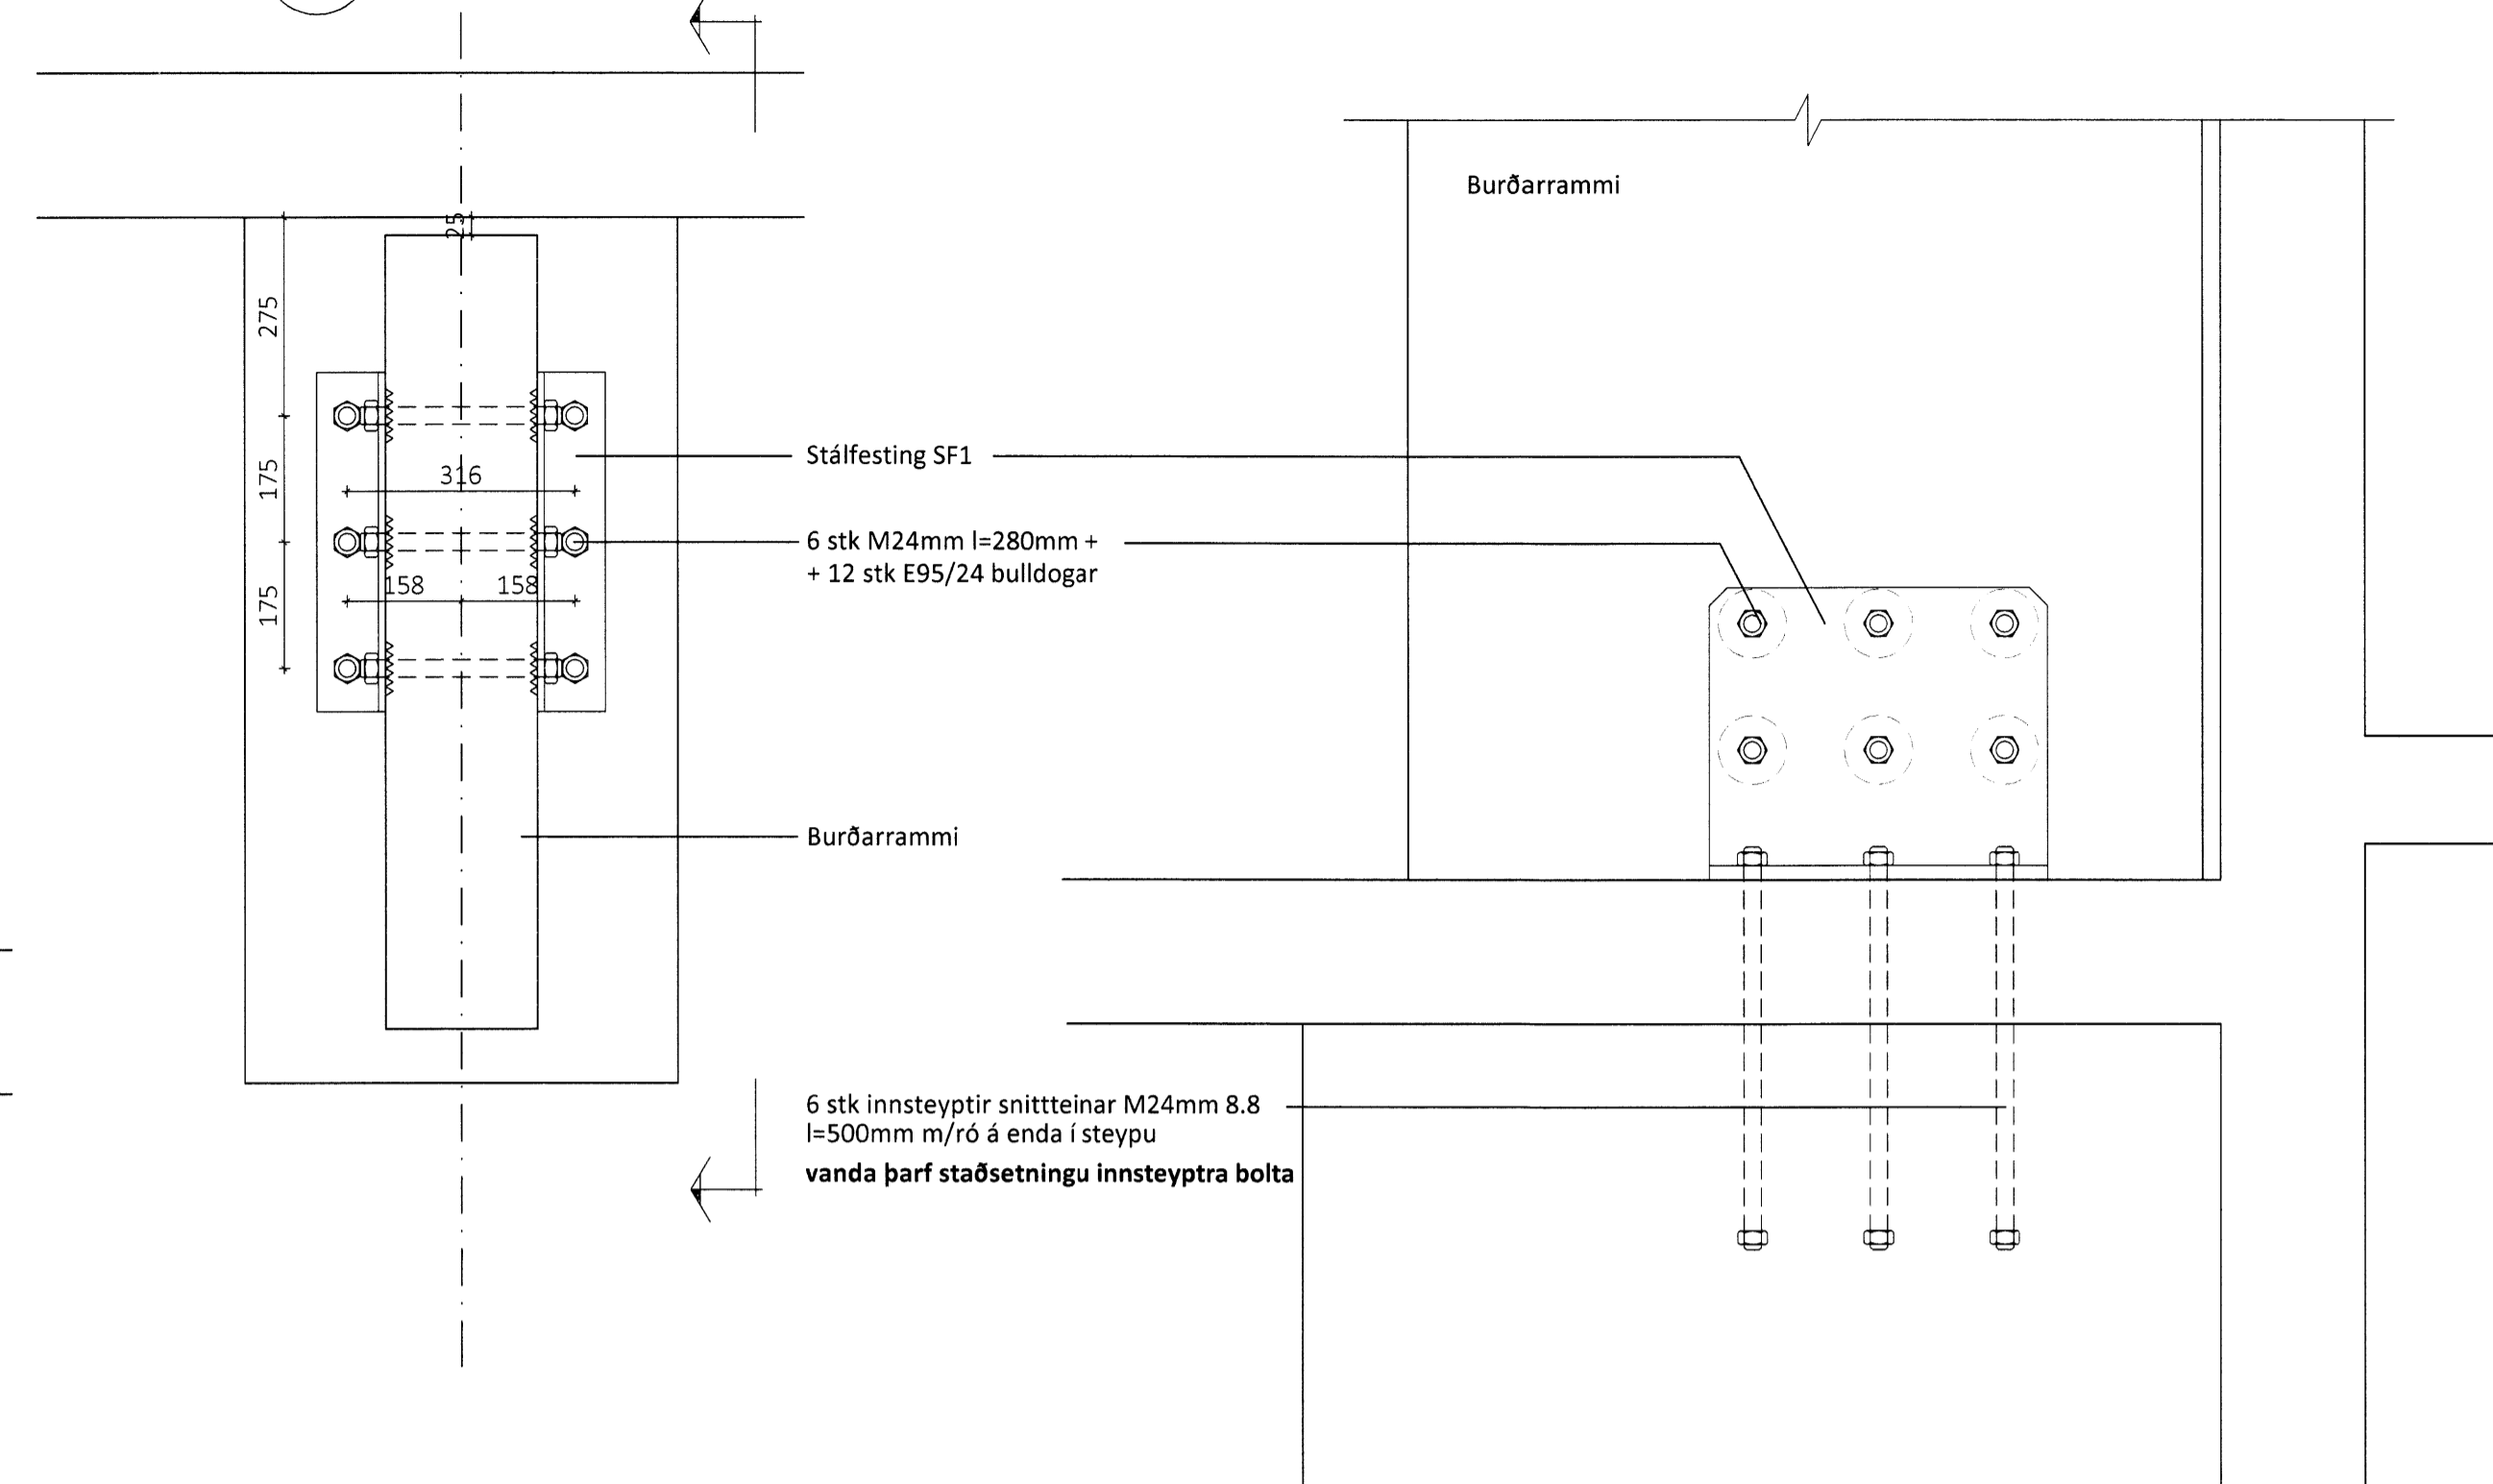 Burðarrammi
25
275
Stálfesting SF1
175
316
6 stk M24mm l=280mm +
+ 12 stk E95/24 bulldogar
175
158
158
Burðarrammi
6 stk innsteyptir snittteinar M24mm 8.8
l=500mm m/ró á enda í steypu
vanda þarf staðsetningu innsteyptra bolta